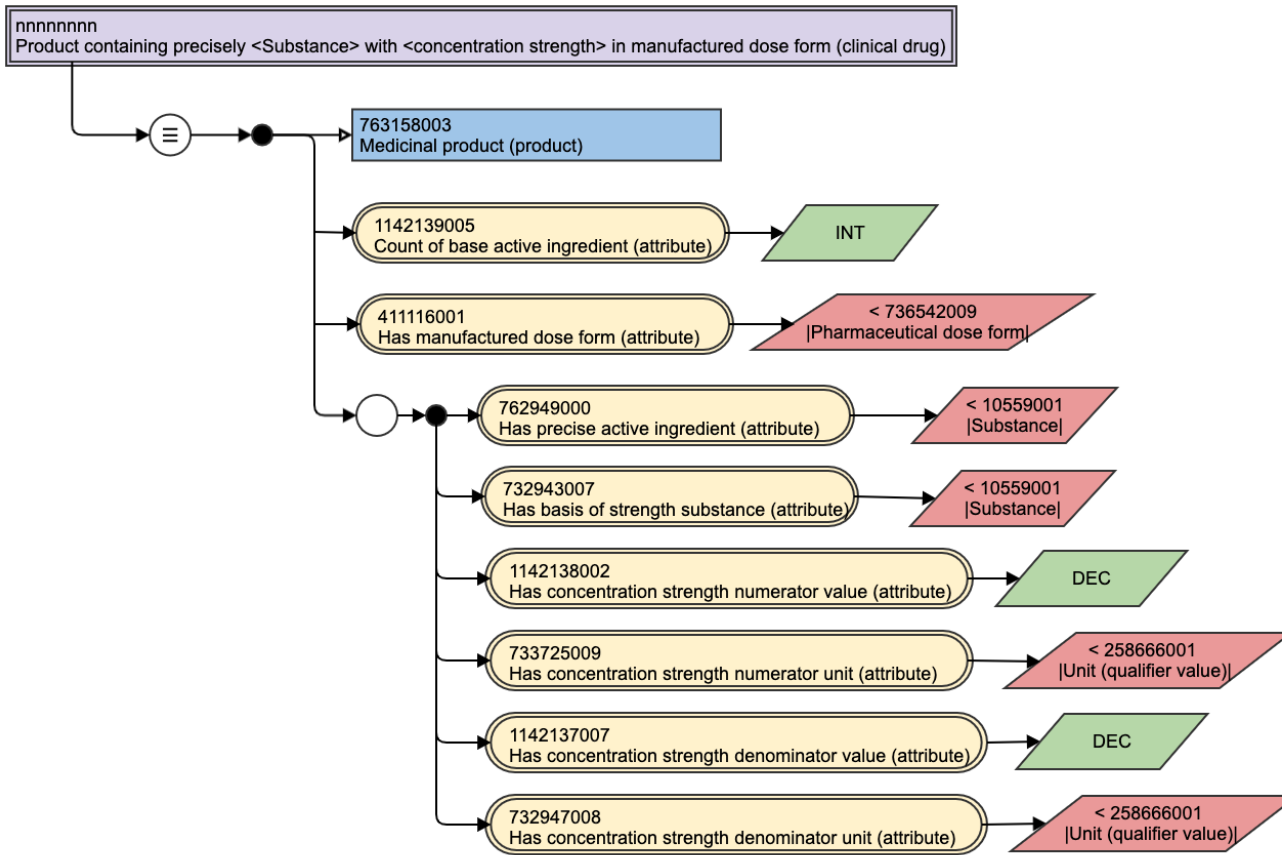 nnnnnnnn
Product containing precisely <Substance> with <concentration strength> in manufactured dose form (clinical drug)
763158003
Medicinal product (product)
1142139005
Count of base active ingredient (attribute)
INT
411116001
Has manufactured dose form (attribute)
< 736542009
|Pharmaceutical dose form|
762949000
Has precise active ingredient (attribute)
< 10559001
|Substance|
732943007
Has basis of strength substance (attribute)
< 10559001
|Substance|
1142138002
Has concentration strength numerator value (attribute)
DEC
733725009
Has concentration strength numerator unit (attribute)
< 258666001
|Unit (qualifier value)|
1142137007
Has concentration strength denominator value (attribute)
DEC
732947008
Has concentration strength denominator unit (attribute)
< 258666001
|Unit (qualifier value)|